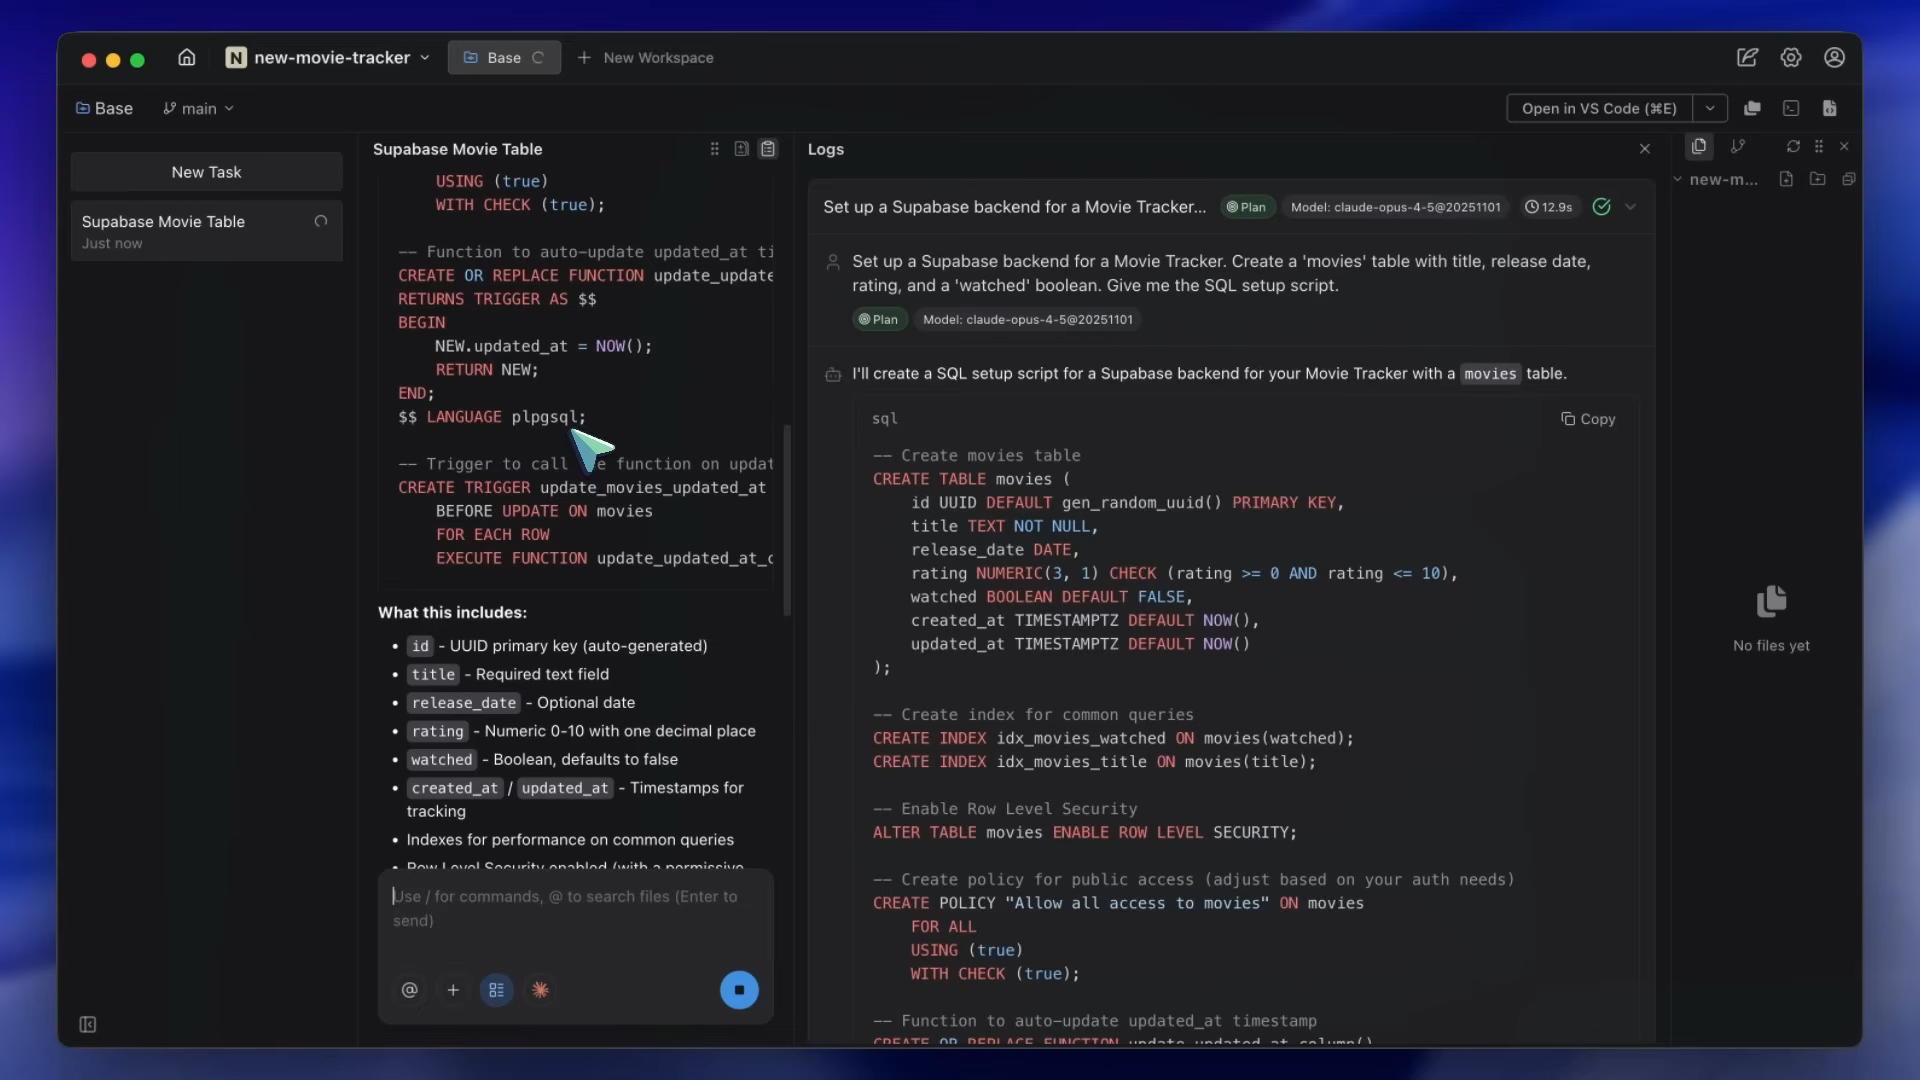 N new-movie-tracker
Base
New Workspace
Base
main
Open in VS Code (⌘E)
New Task
Supabase Movie Table
Just now
Supabase Movie Table
USING (true)
WITH CHECK (true);
-- Function to auto-update updated_at ti
CREATE OR REPLACE FUNCTION update_update
RETURNS TRIGGER AS $$
BEGIN
NEW.updated_at = NOW();
RETURN NEW;
END;
$$ LANGUAGE plpgsql;
-- Trigger to call function on updat
CREATE TRIGGER update_movies_updated_at
BEFORE UPDATE ON movies
FOR EACH ROW
EXECUTE FUNCTION update_updated_at_c
What this includes:
• id - UUID primary key (auto-generated)
• title - Required text field
• release_date - Optional date
• rating - Numeric 0-10 with one decimal place
• watched - Boolean, defaults to false
• created_at / updated_at - Timestamps for
tracking
• Indexes for performance on common queries
• Row Level Security enabled (with a permissive
Use / for commands, @ to search files (Enter to
send)
Logs
Set up a Supabase backend for a Movie Tracker... Plan Model: claude-opus-4-5@20251101 12.9s
Set up a Supabase backend for a Movie Tracker. Create a 'movies' table with title, release date,
rating, and a 'watched' boolean. Give me the SQL setup script.
Plan Model: claude-opus-4-5@20251101
I'll create a SQL setup script for a Supabase backend for your Movie Tracker with a movies table.
sql
Copy
-- Create movies table
CREATE TABLE movies (
id UUID DEFAULT gen_random_uuid() PRIMARY KEY,
title TEXT NOT NULL,
release_date DATE,
rating NUMERIC(3, 1) CHECK (rating >= 0 AND rating <= 10),
watched BOOLEAN DEFAULT FALSE,
created_at TIMESTAMPTZ DEFAULT NOW(),
updated_at TIMESTAMPTZ DEFAULT NOW()
);
-- Create index for common queries
CREATE INDEX idx_movies_watched ON movies(watched);
CREATE INDEX idx_movies_title ON movies(title);
-- Enable Row Level Security
ALTER TABLE movies ENABLE ROW LEVEL SECURITY;
-- Create policy for public access (adjust based on your auth needs)
CREATE POLICY "Allow all access to movies" ON movies
FOR ALL
USING (true)
WITH CHECK (true);
-- Function to auto-update updated_at timestamp
CREATE OR REPLACE FUNCTION update_updated_at_column()
new-m...
No files yet